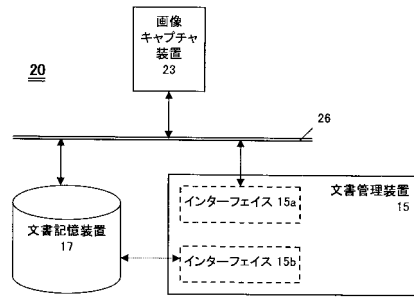 画像
キャプチャ
装置
23
20
26
文書管理装置
15
インターフェイス 15a
文書記憶装置
17
インターフェイス 15b